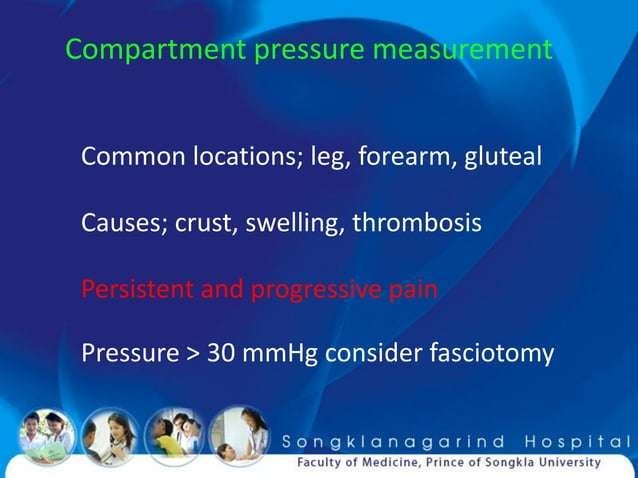 Compartment pressure measurement
Common locations; leg, forearm, gluteal
Causes; crust, swelling, thrombosis
Persistent and progressive pain
Pressure > 30 mmHg consider fasciotomy
Songklanagarind Hospital
Faculty of Medicine, Prince of Songkla University